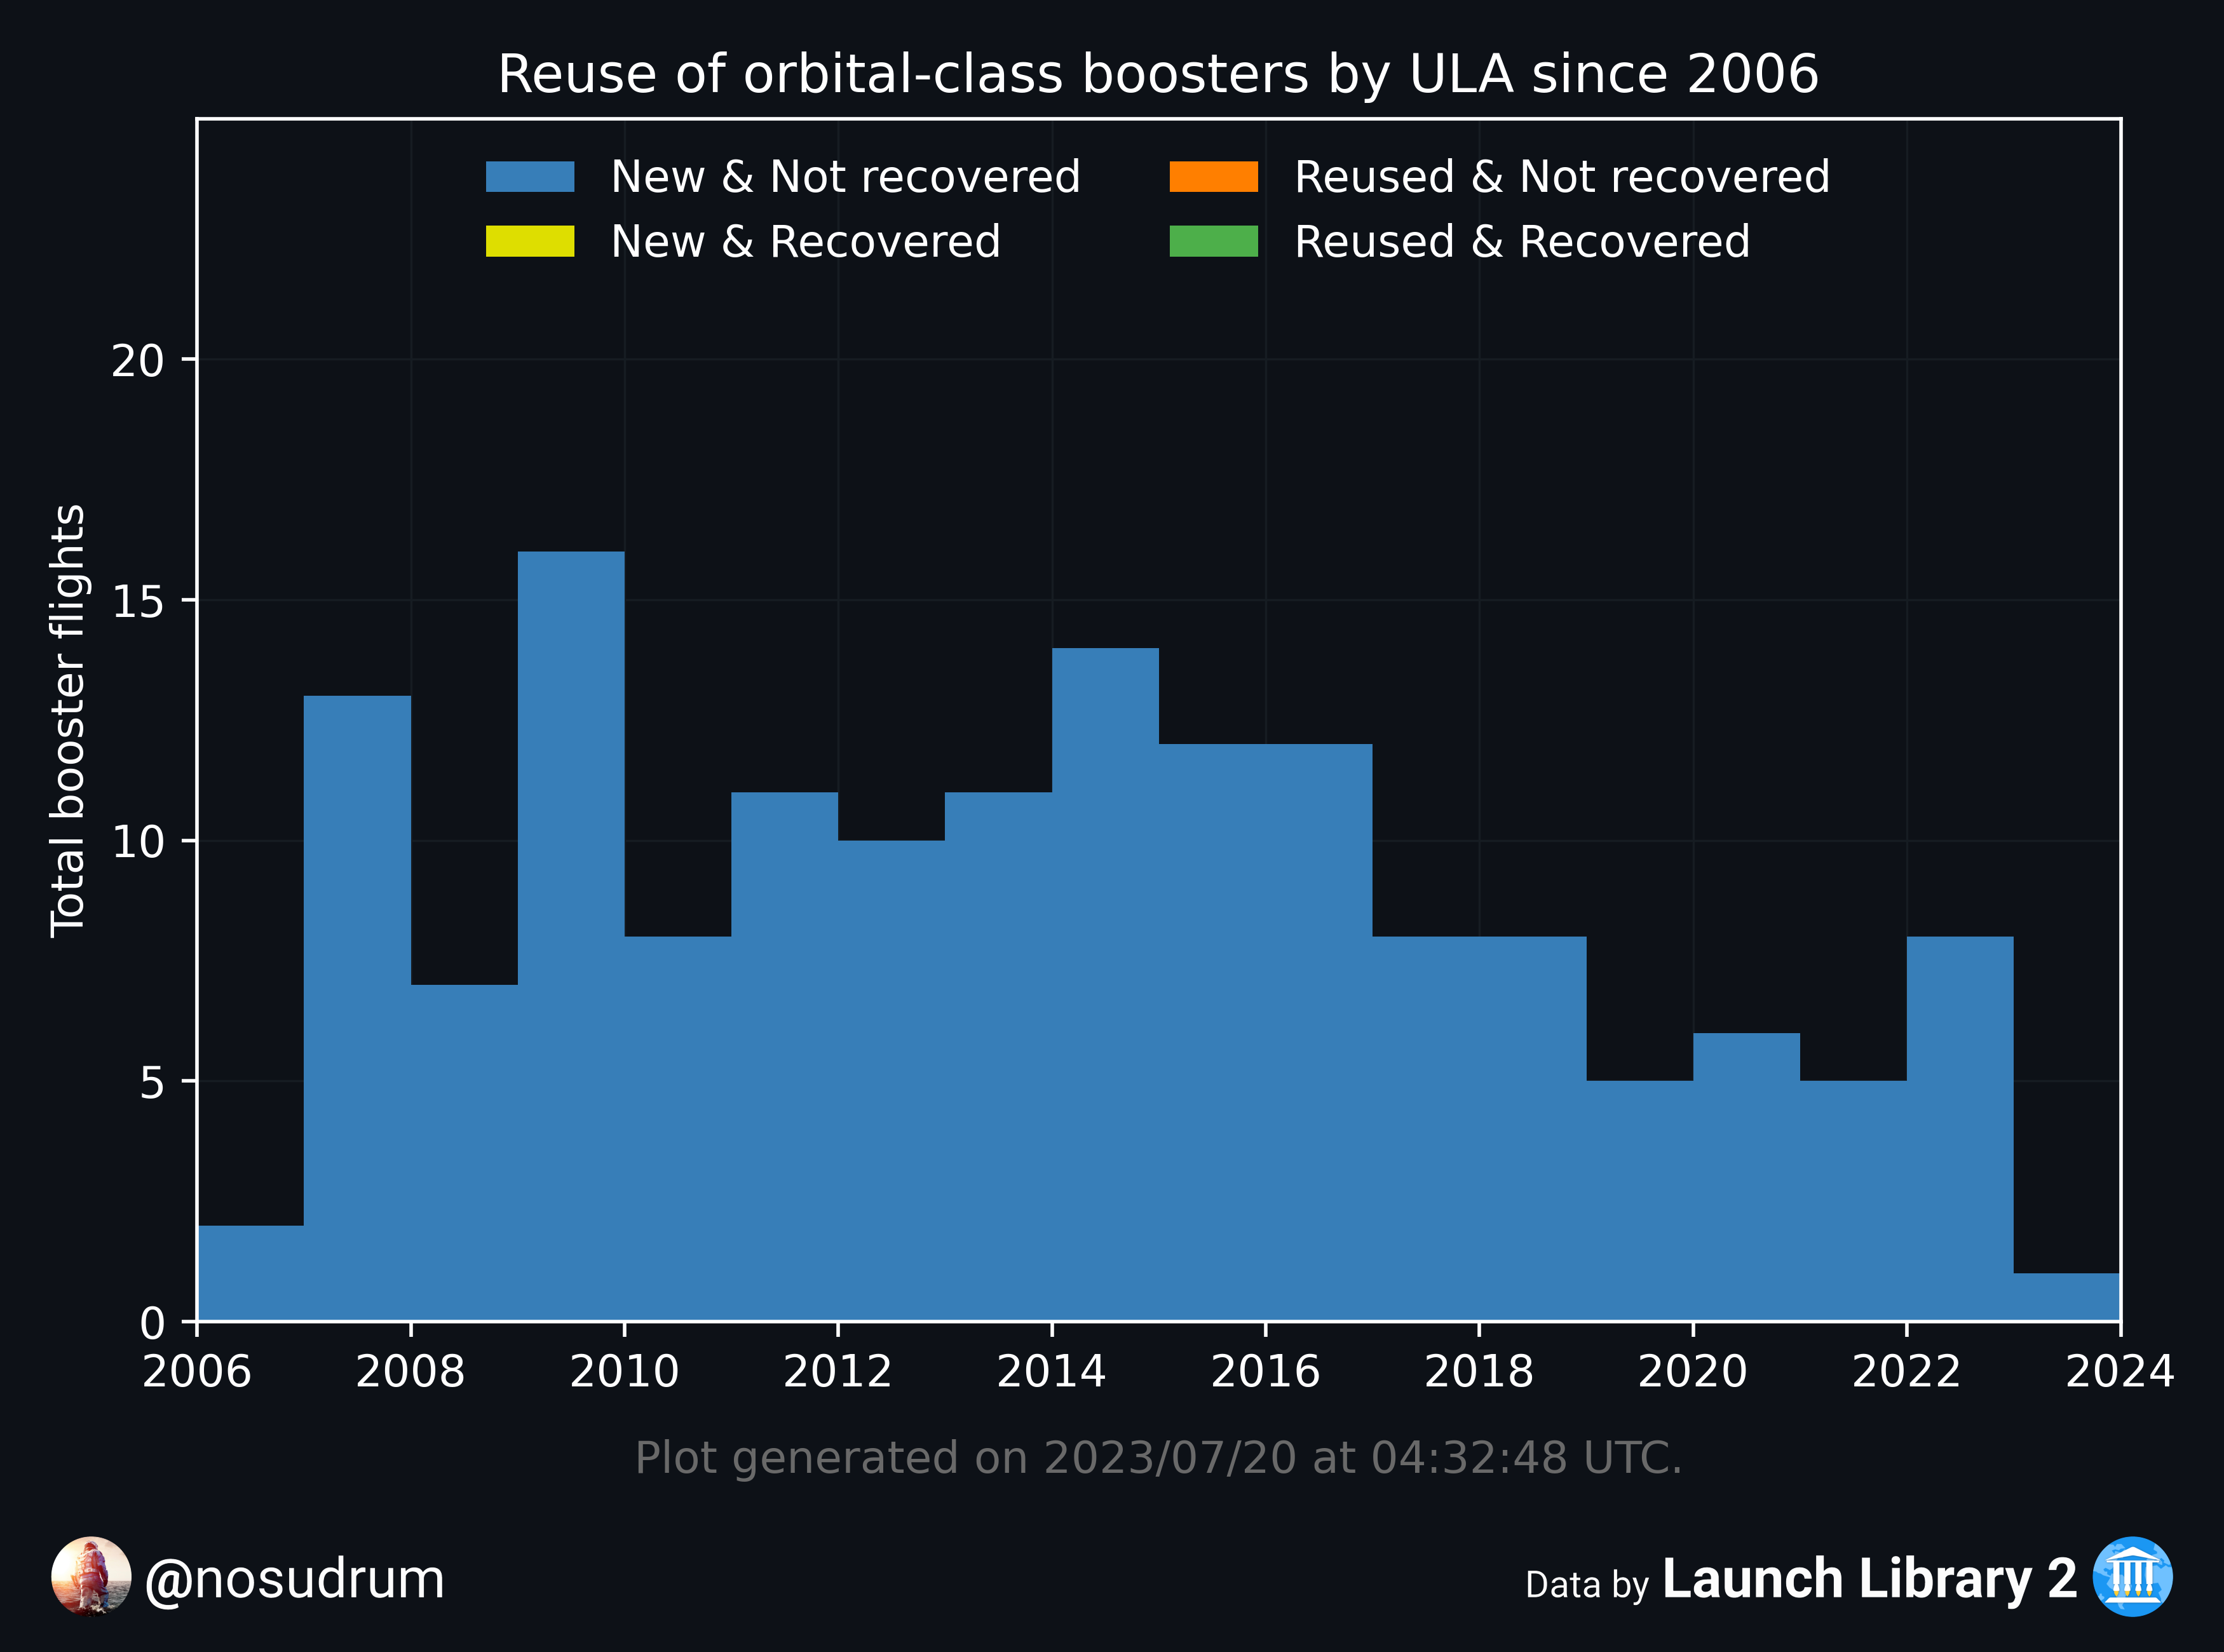 Reuse of orbital-class boosters by ULA since 2006
New & Not recovered
New & Recovered
Reused & Not recovered
Reused & Recovered
Total booster flights
20
15
10
5
0
2006 2008 2010 2012 2014 2016 2018 2020 2022 2024
Plot generated on 2023/07/20 at 04:32:48 UTC.
@nosudrum
Data by Launch Library 2